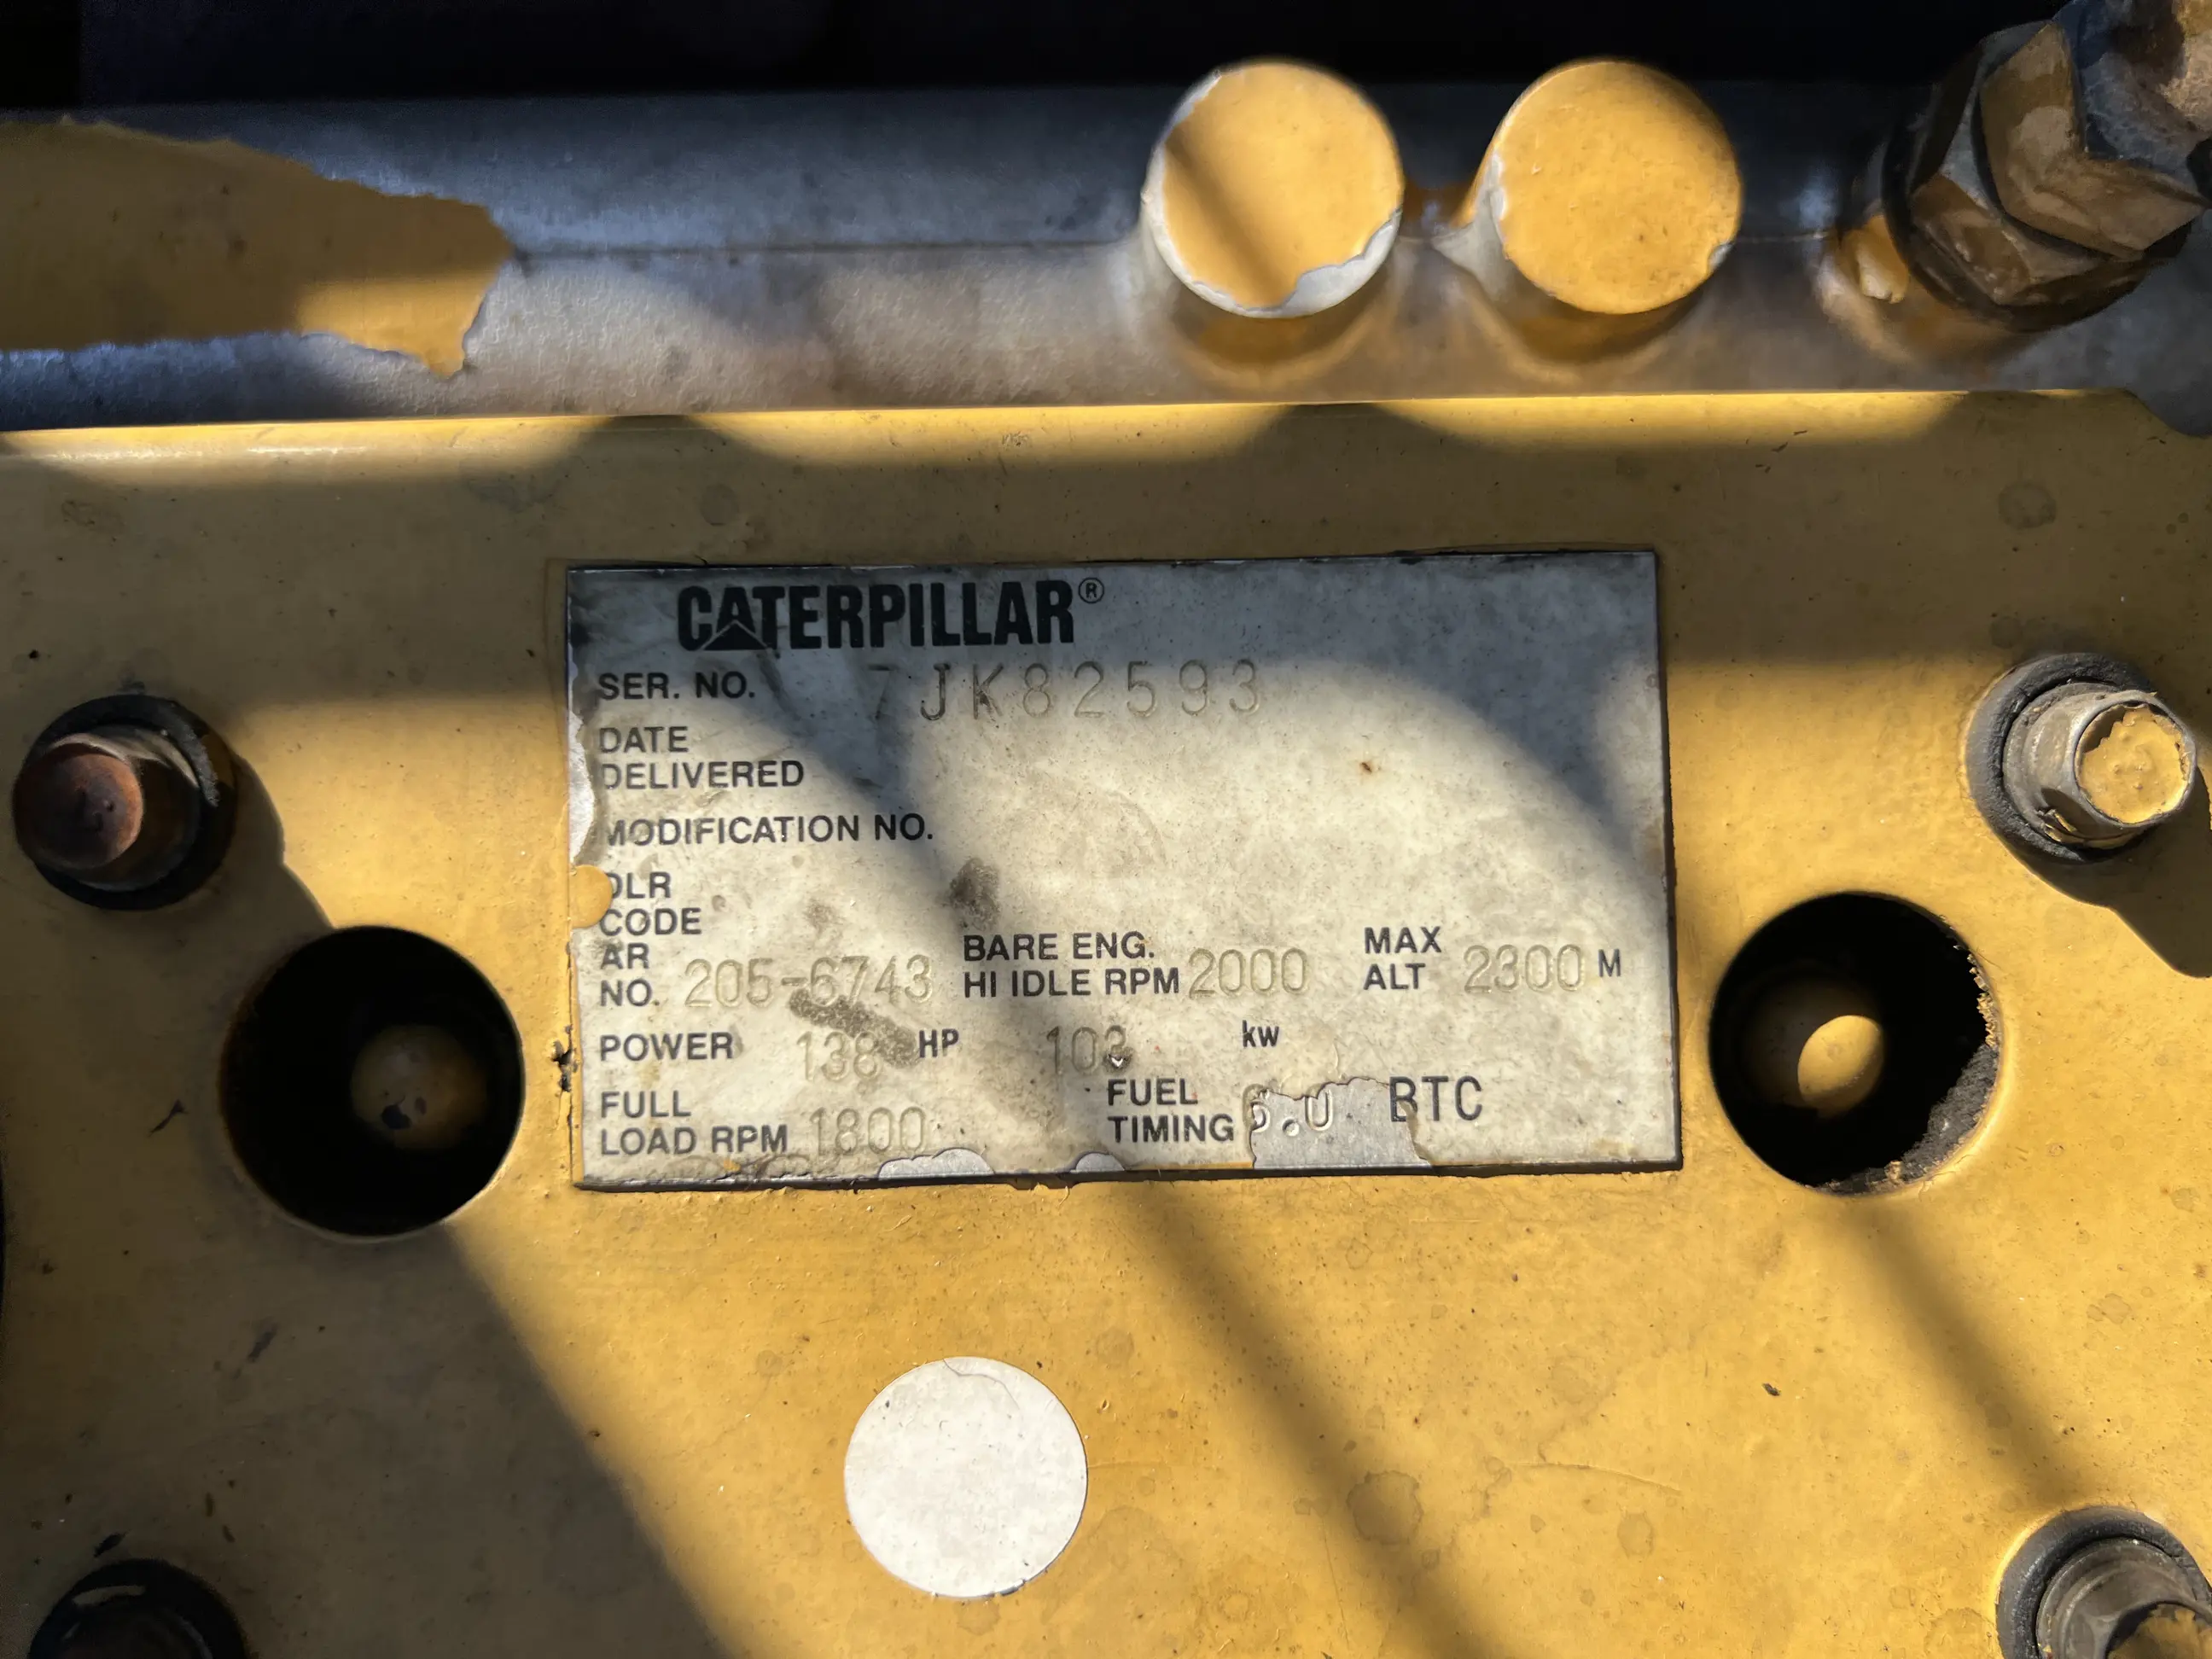 CATERPILLAR®
SER. NO. 7JK82593
DATE
DELIVERED
MODIFICATION NO.
DLR
CODE
AR
NO. 205-6743 BARE ENG.
HI IDLE RPM 2000 MAX
ALT 2300 M
POWER 138 HP 103 kw
FULL
LOAD RPM 1800 FUEL
TIMING 6.0 BTC